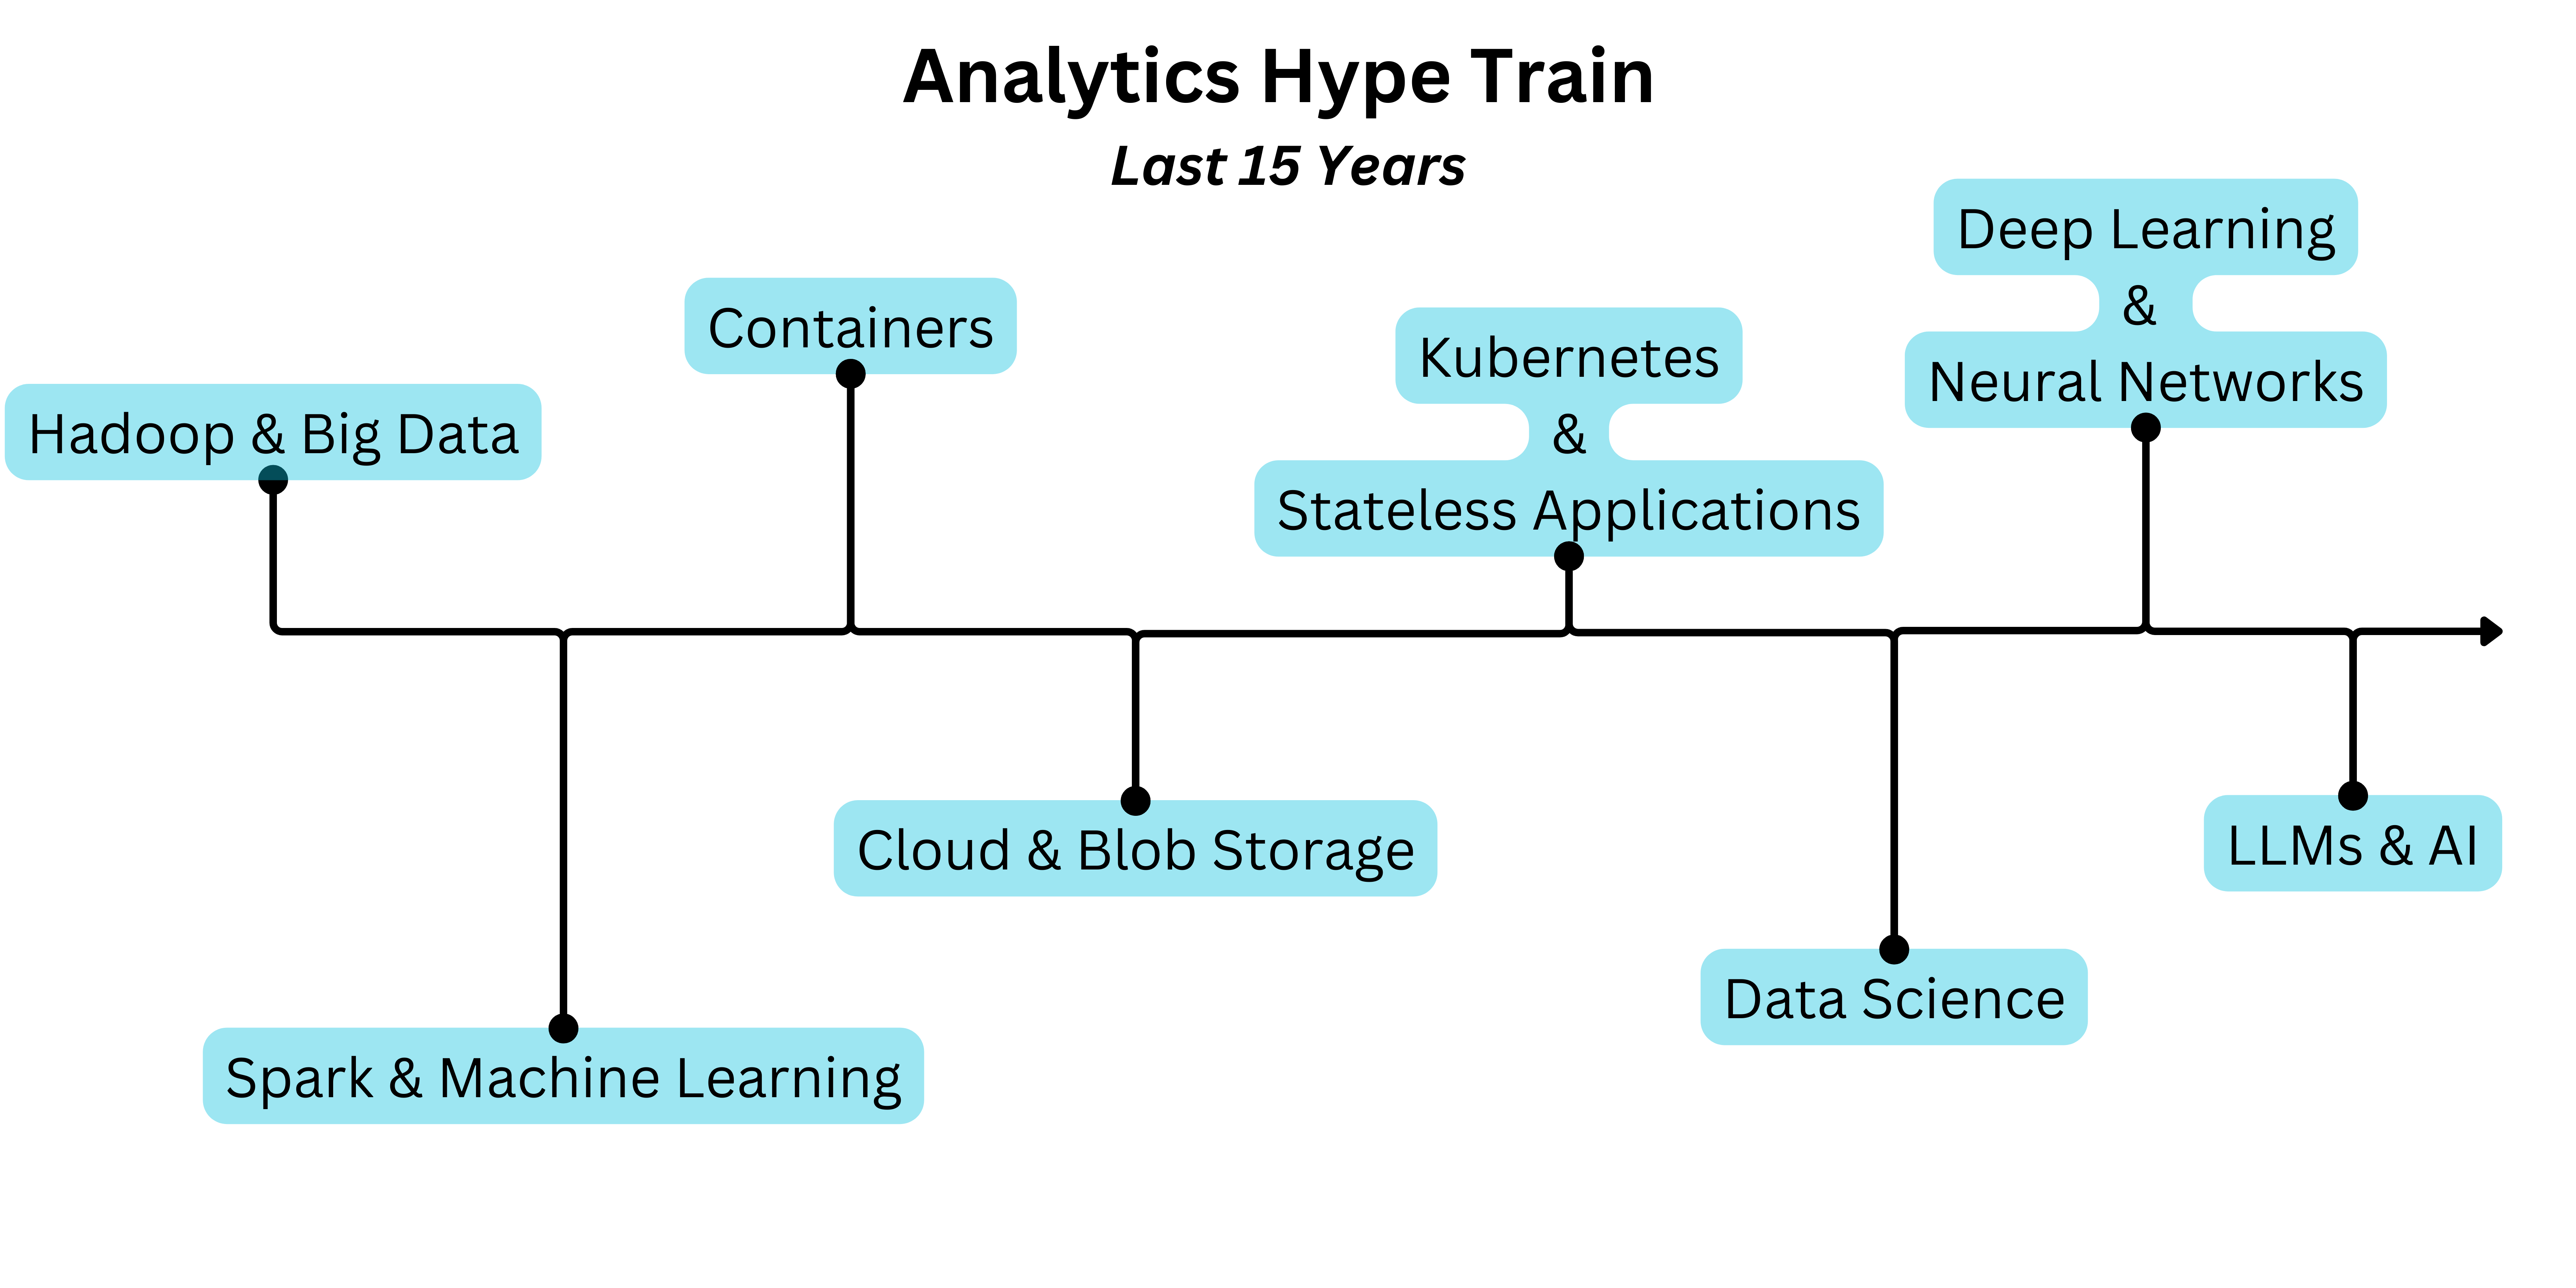 Analytics Hype Train
Last 15 Years
Hadoop & Big Data
Spark & Machine Learning
Containers
Cloud & Blob Storage
Kubernetes
&
Stateless Applications
Data Science
Deep Learning
&
Neural Networks
LLMs & AI